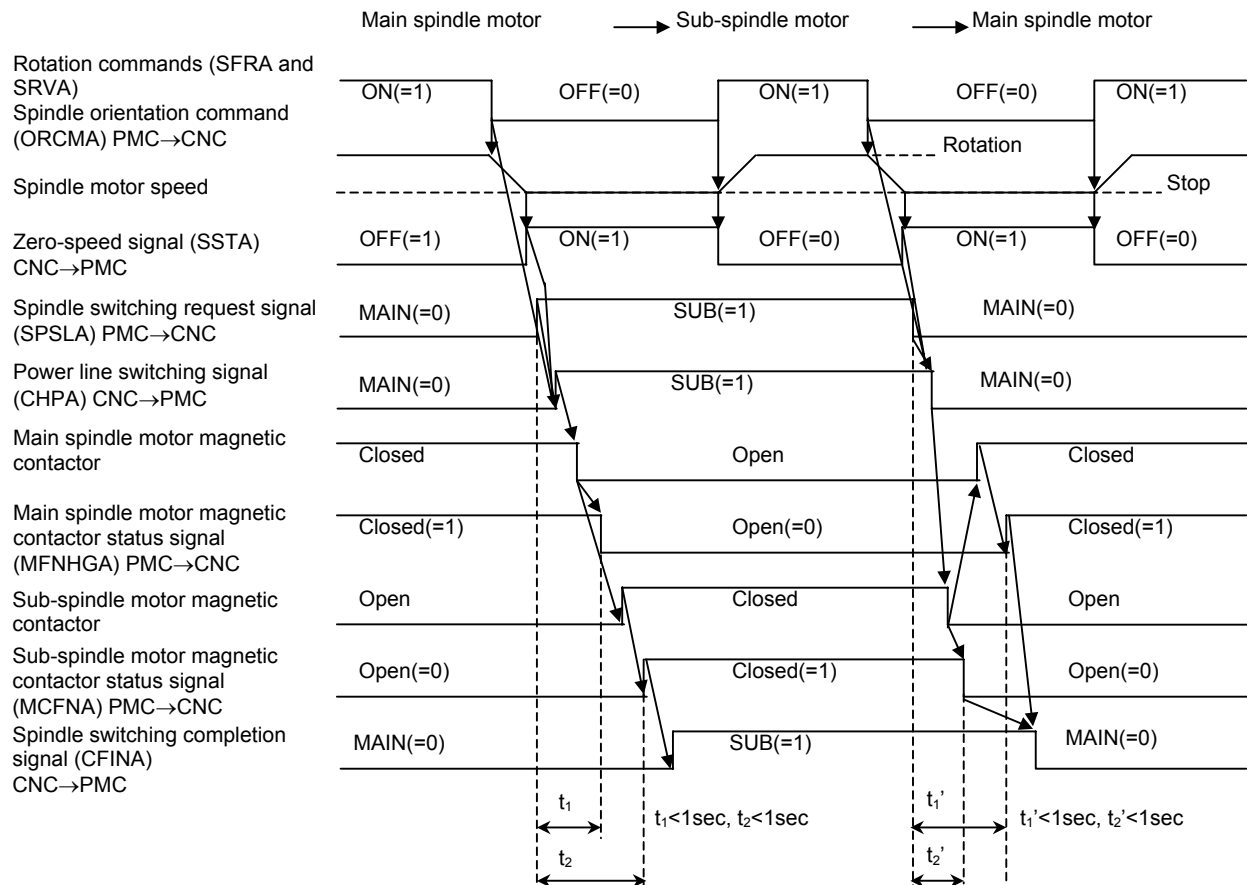 Main spindle motor Sub-spindle motor Main spindle motor
Rotation commands (SFRA and
SRVA)
ON(=1) OFF(=0) ON(=1) OFF(=0) ON(=1)
Spindle orientation command
(ORCMA) PMC→CNC
Rotation
Spindle motor speed
Stop
Zero-speed signal (SSTA)
CNC→PMC
OFF(=1) ON(=1) OFF(=0) ON(=1) OFF(=0)
Spindle switching request signal
(SPSLA) PMC→CNC
MAIN(=0) SUB(=1) MAIN(=0)
Power line switching signal
(CHPA) CNC→PMC
MAIN(=0) SUB(=1) MAIN(=0)
Main spindle motor magnetic
contactor
Closed Open Closed
Main spindle motor magnetic
contactor status signal
(MFNHGA) PMC→CNC
Closed(=1) Open(=0) Closed(=1)
Sub-spindle motor magnetic
contactor
Open Closed Open
Sub-spindle motor magnetic
contactor status signal
(MCFNA) PMC→CNC
Open(=0) Closed(=1) Open(=0)
Spindle switching completion
signal (CFINA)
CNC→PMC
MAIN(=0) SUB(=1) MAIN(=0)
t1 t1<1sec, t2<1sec t1’ t1’<1sec, t2’<1sec
t2 t2’